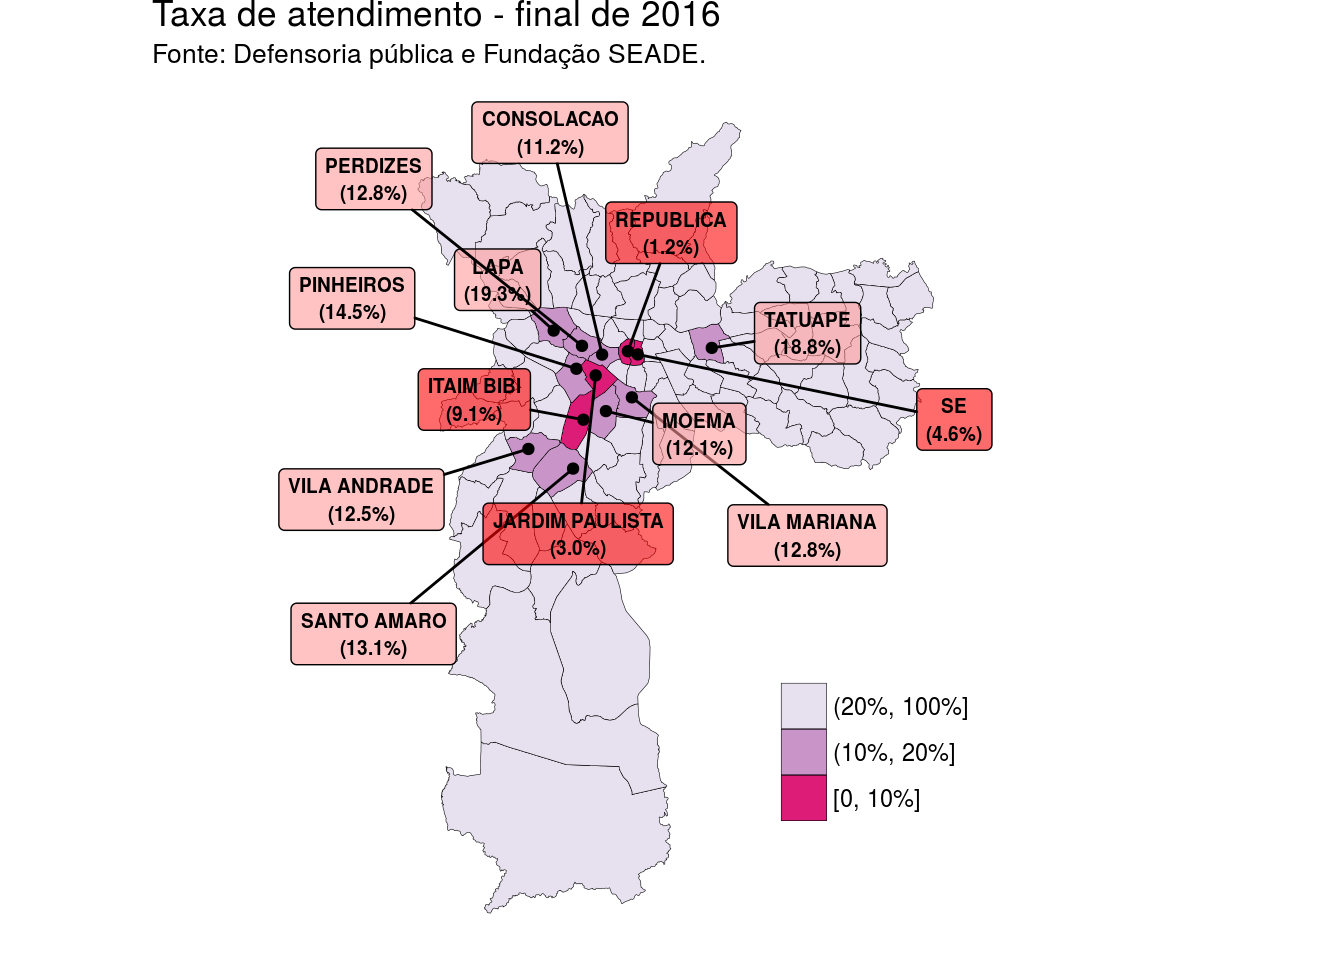 Taxa de atendimento - final de 2016
Fonte: Defensoria pública e Fundação SEADE.
CONSOLACAO
(11.2%)
PERDIZES
(12.8%)
REPUBLICA
(1.2%)
LAPA
(19.3%)
PINHEIROS
(14.5%)
TATUAPE
(18.8%)
ITAIM BIBI
(9.1%)
SE
(4.6%)
MOEMA
(12.1%)
VILA ANDRADE
(12.5%)
JARDIM PAULISTA
(3.0%)
VILA MARIANA
(12.8%)
SANTO AMARO
(13.1%)
(20%, 100%]
(10%, 20%]
[0, 10%]